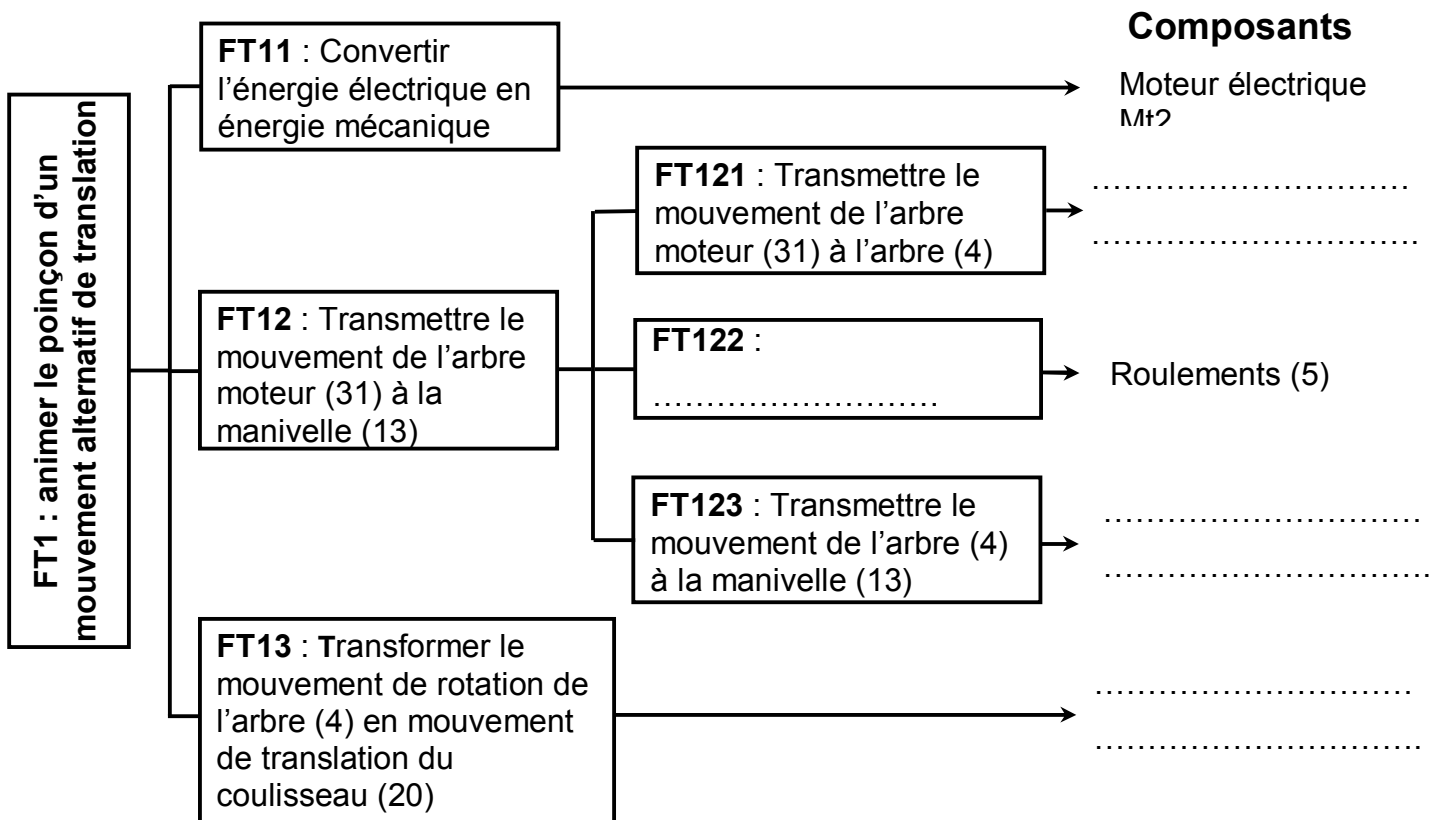 Composants
FT1 : animer le poinçon d'un
mouvement alternatif de translation
FT11 : Convertir
l'énergie électrique en
énergie mécanique
Moteur électrique
Mt2
FT12 : Transmettre le
mouvement de l'arbre
moteur (31) à la
manivelle (13)
FT121 : Transmettre le
mouvement de l'arbre
moteur (31) à l'arbre (4)
…………………………
…………………………
FT122 :
………………………
Roulements (5)
FT123 : Transmettre le
mouvement de l'arbre (4)
à la manivelle (13)
…………………………
…………………………
FT13 : Transformer le
mouvement de rotation de
l'arbre (4) en mouvement
de translation du
coulisseau (20)
…………………………
…………………………